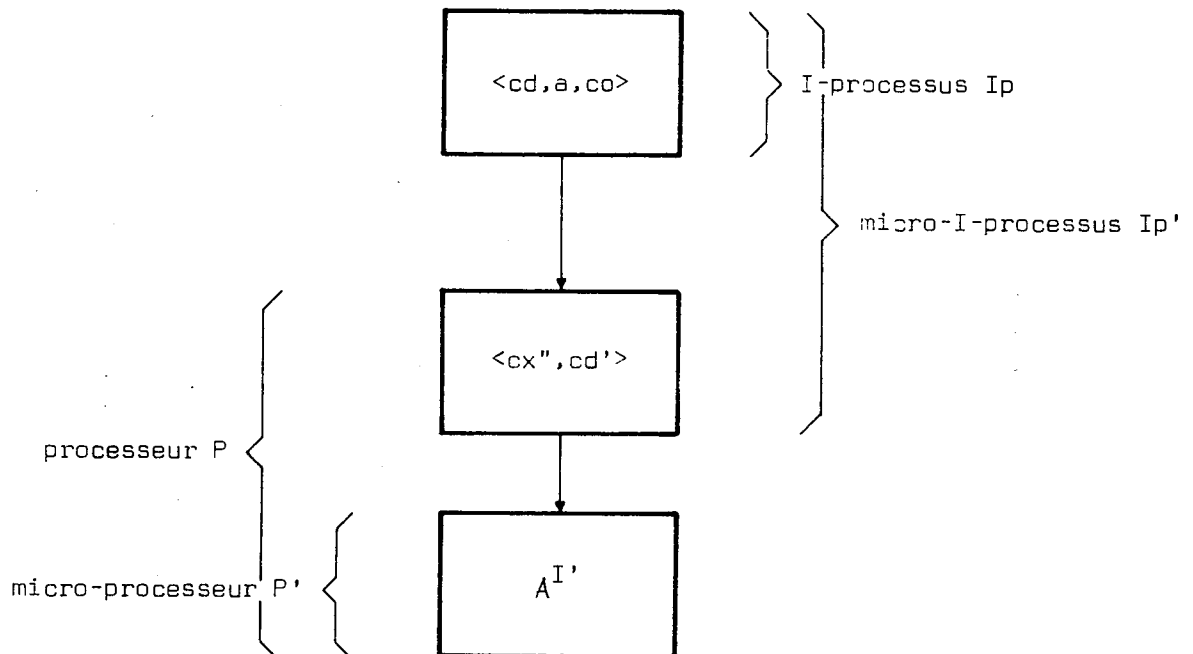 <cd,a,co>
I-processus Ip
micro-I-processus Ip'
<cx",cd'>
processeur P
micro-processeur P'
A^I'